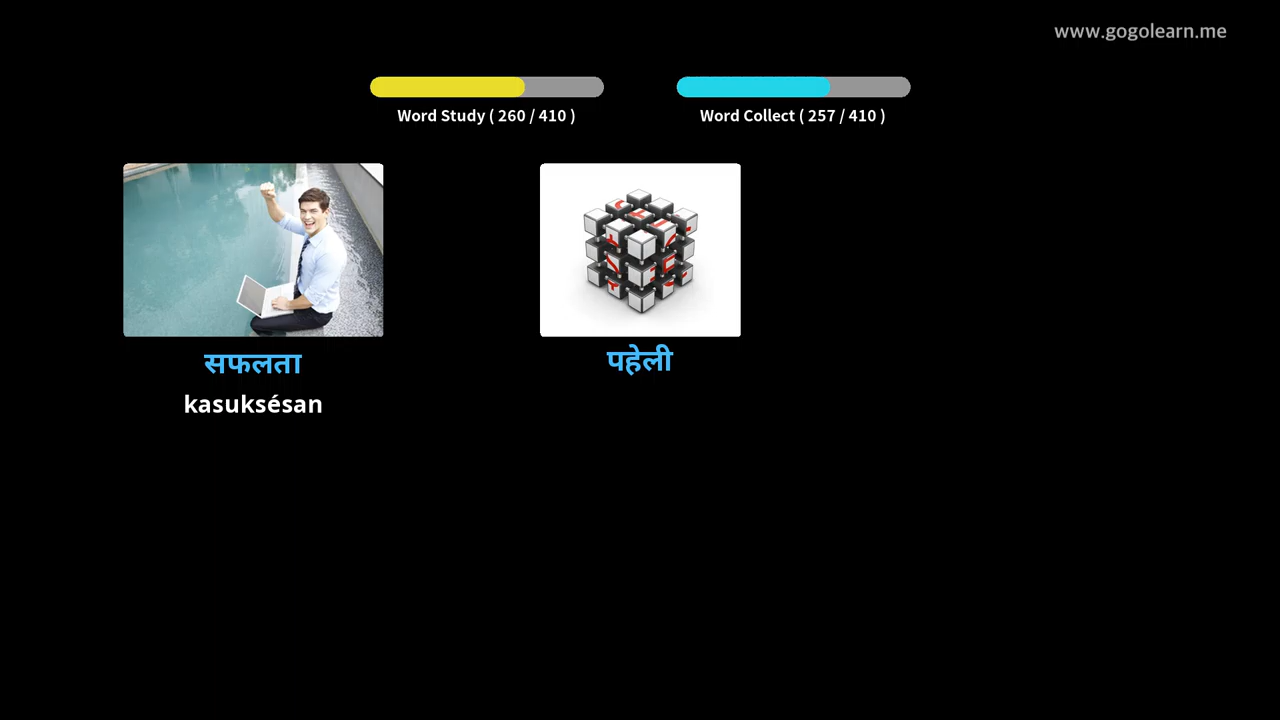 www.gogolearn.me
Word Study ( 260 / 410 )
Word Collect ( 257 / 410 )
सफलता
kasuksésan
पहेली